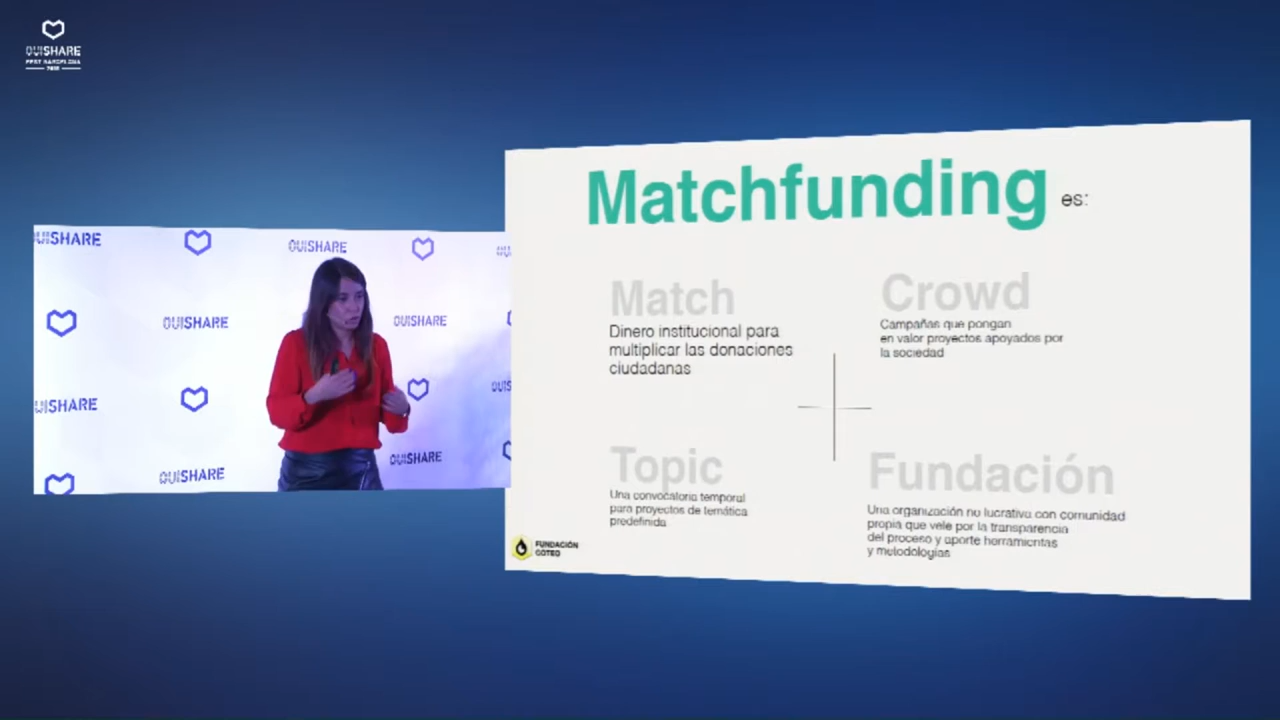 OUISHARE
FEST BARCELONA
OUISHARE
OUISHARE
OUISHARE
OUISHARE
OUISHARE
OUISHARE
OUISHARE
Matchfunding es:
Match
Dinero institucional para
multiplicar las donaciones
ciudadanas
Crowd
Campañas que pongan
en valor proyectos apoyados por
la sociedad
Topic
Una convocatoria temporal
para proyectos de temática
predefinida
Fundación
Una organización no lucrativa con comunidad
propia que vele por la transparencia
del proceso y aporte herramientas
y metodologías
FUNDACIÓN
GOTEO